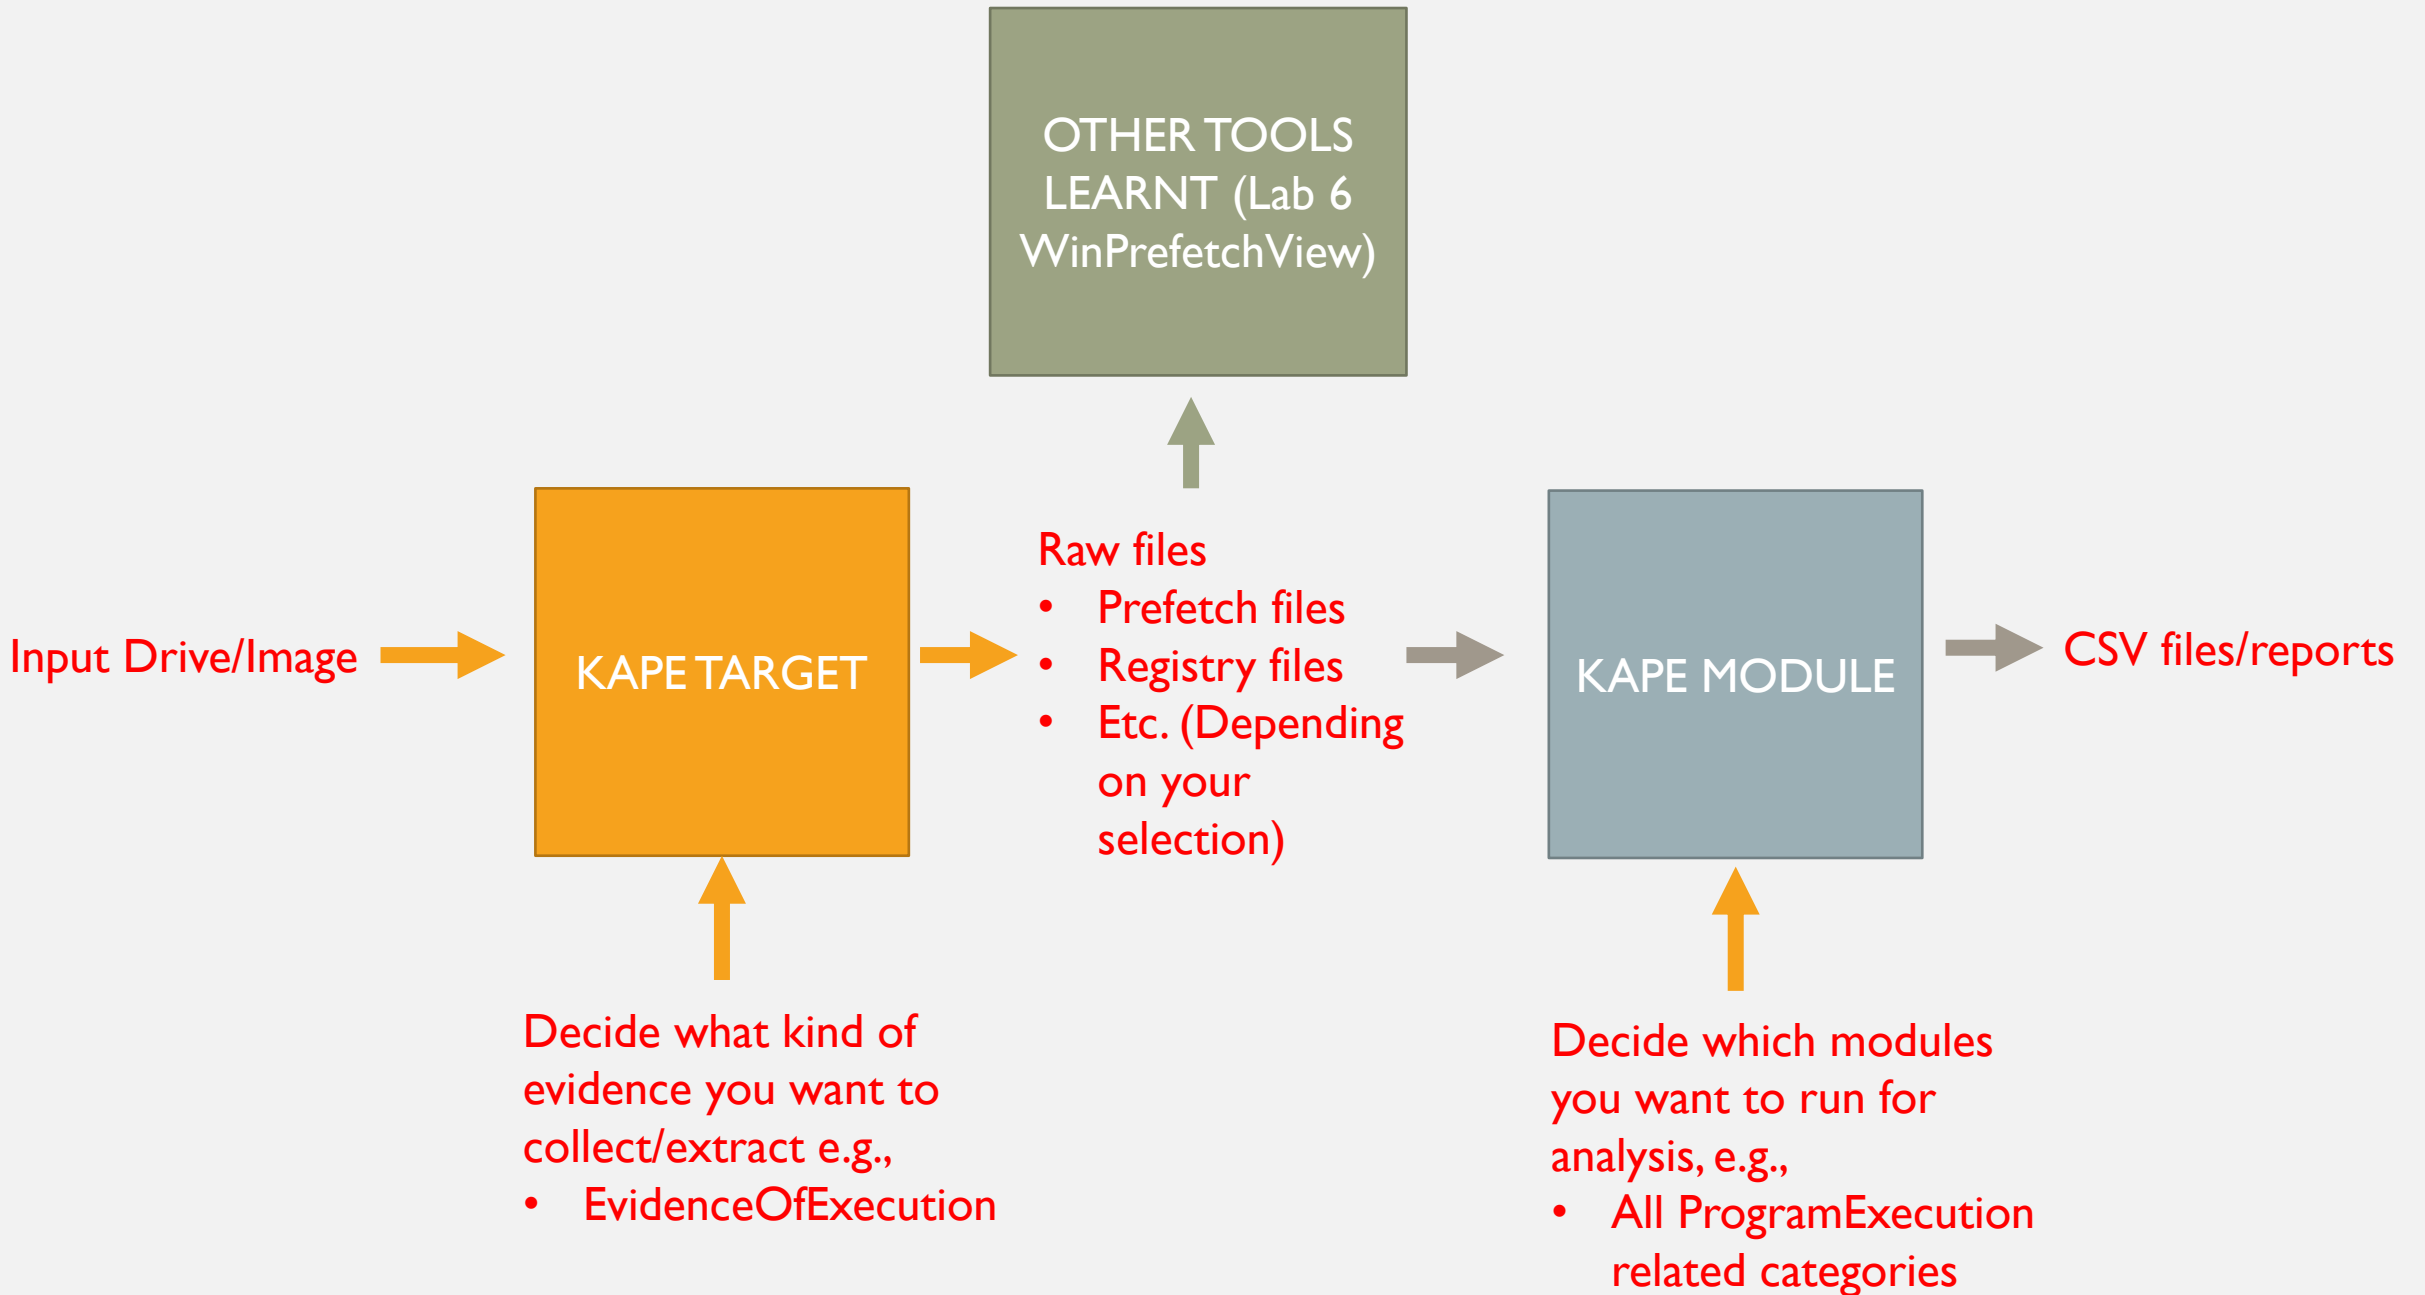 OTHER TOOLS
LEARNT (Lab 6
WinPrefetchView)
Input Drive/Image
KAPE TARGET
Raw files
• Prefetch files
• Registry files
• Etc. (Depending
on your
selection)
KAPE MODULE
CSV files/reports
Decide what kind of
evidence you want to
collect/extract e.g.,
• EvidenceOfExecution
Decide which modules
you want to run for
analysis, e.g.,
• All ProgramExecution
related categories